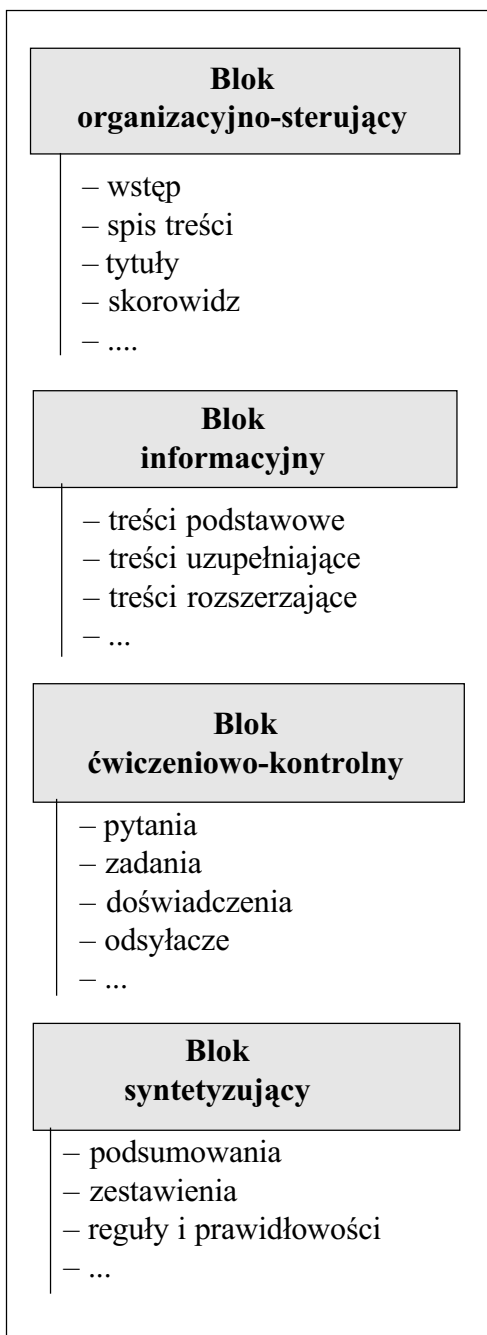 Blok
organizacyjno-sterujący
– wstęp
– spis treści
– tytuły
– skorowidz
– ....
Blok
informacyjny
– treści podstawowe
– treści uzupełniające
– treści rozszerzające
– ...
Blok
ćwiczeniowo-kontrolny
– pytania
– zadania
– doświadczenia
– odsyłacze
– ...
Blok
syntetyzujący
– podsumowania
– zestawienia
– reguły i prawidłowości
– ...